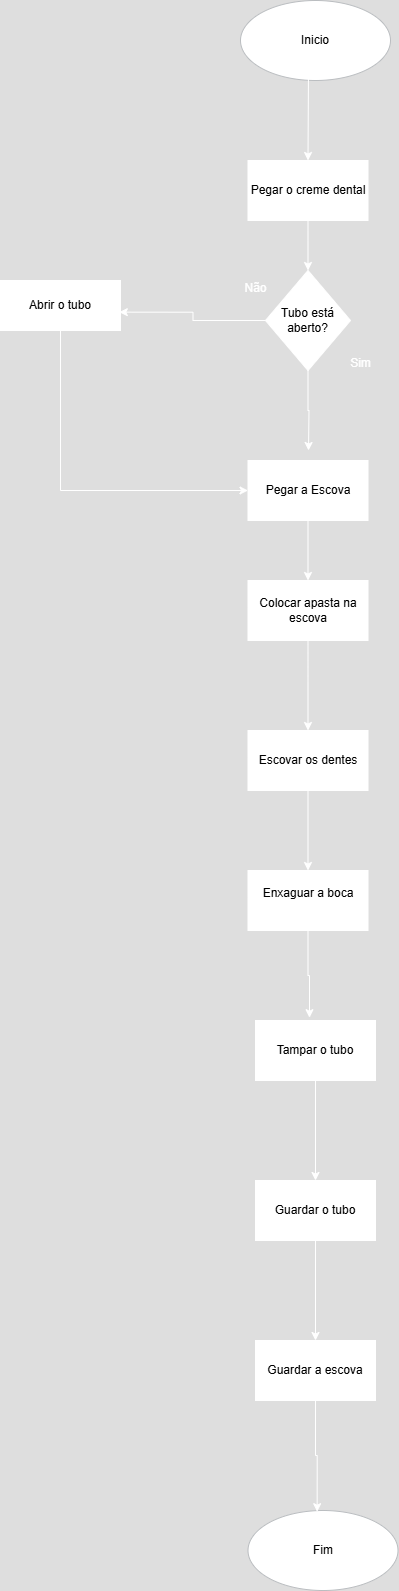 Inicio
Pegar o creme dental
Não
Abrir o tubo
Tubo está
aberto?
Sim
Pegar a Escova
Colocar apasta na
escova
Escovar os dentes
Enxaguar a boca
Tampar o tubo
Guardar o tubo
Guardar a escova
Fim